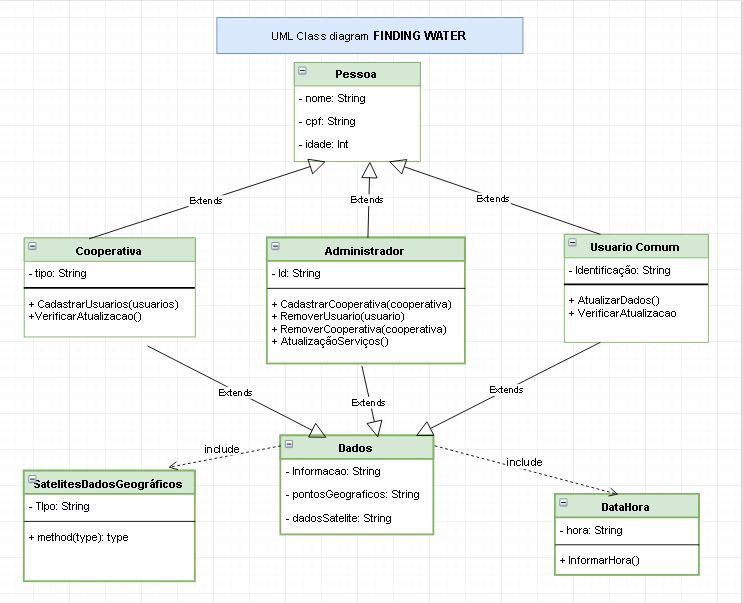 UML Class diagram FINDING WATER
Pessoa
- nome: String
- cpf: String
- idade: Int
Extends
Extends
Extends
Cooperativa
- tipo: String
+ CadastrarUsuarios(usuarios)
+VerificarAtualizacao()
Administrador
- Id: String
+ CadastrarCooperativa(cooperativa)
+ RemoverUsuario(usuario)
+ RemoverCooperativa(cooperativa)
+ AtualizaçãoServiços()
Usuario Comum
- Identificação: String
+ AtualizarDados()
+ VerificarAtualizacao
Extends
Extends
Extends
include
Dados
- Informacao: String
- pontosGeograficos: String
- dadosSatelite: String
include
SatelitesDadosGeográficos
- TIpo: String
+ method(type): type
DataHora
- hora: String
+ InformarHora()